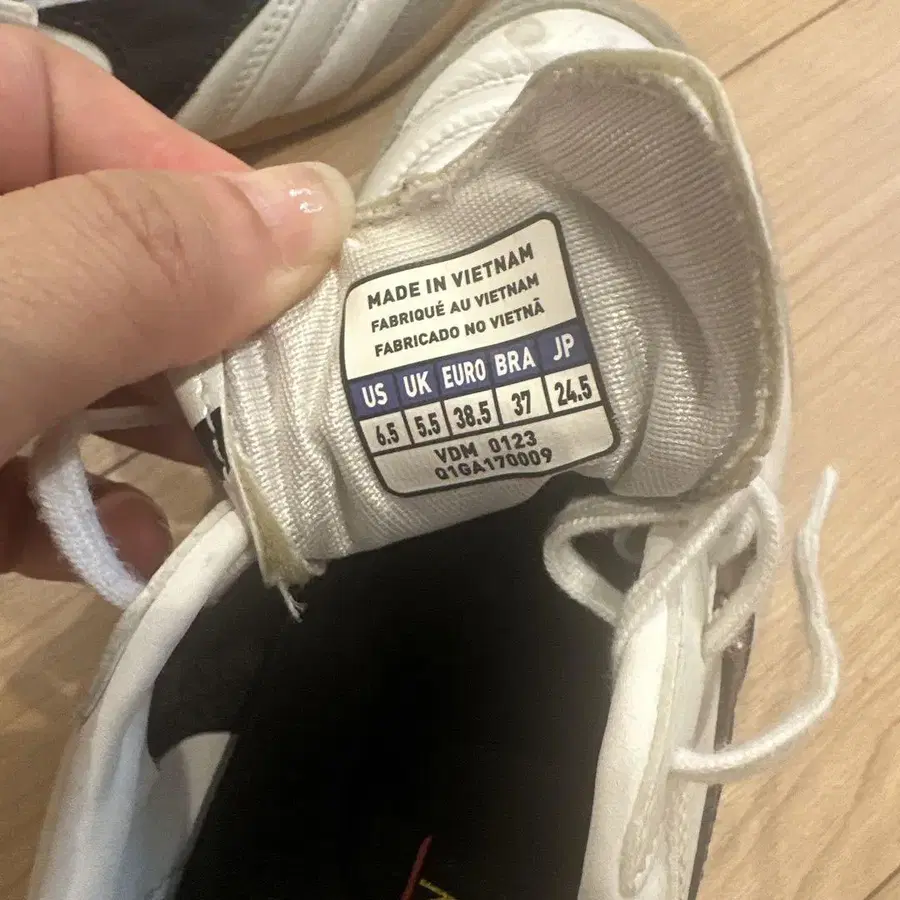 MADE IN VIETNAM
FABRIQUÉ AU VIETNAM
FABRICADO NO VIETNÃ
US UK EURO BRA JP
6.5 5.5 38.5 37 24.5
VDM 0123
Q1GA170009